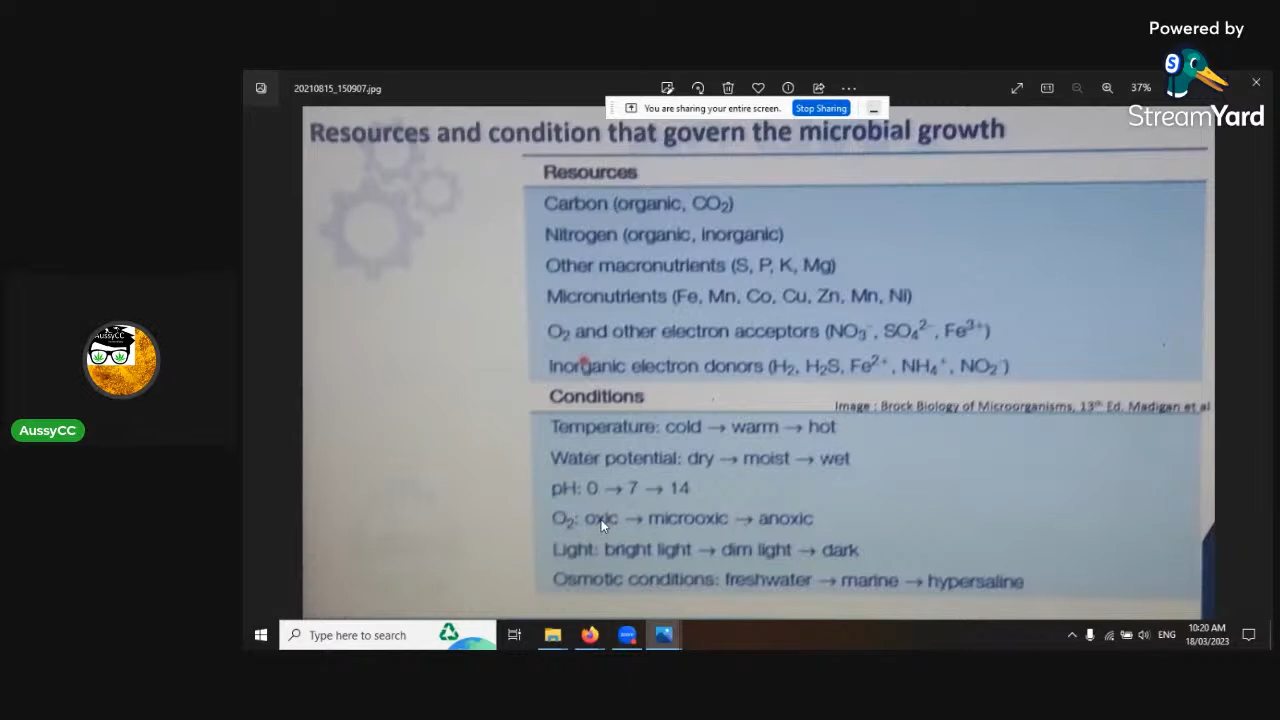 Powered by
StreamYard
20210815_150907.jpg
37%
You are sharing your entire screen.
Stop Sharing
Resources and condition that govern the microbial growth
Resources
Carbon (organic, CO₂)
Nitrogen (organic, inorganic)
Other macronutrients (S, P, K, Mg)
Micronutrients (Fe, Mn, Co, Cu, Zn, Mn, Ni)
O₂ and other electron acceptors (NO₃⁻, SO₄²⁻, Fe³⁺)
Inorganic electron donors (H₂, H₂S, Fe²⁺, NH₄⁺, NO₂⁻)
Conditions
Image : Brock Biology of Microorganisms, 13th Ed. Madigan et al
Temperature: cold → warm → hot
Water potential: dry → moist → wet
pH: 0 → 7 → 14
O₂: oxic → microoxic → anoxic
Light: bright light → dim light → dark
Osmotic conditions: freshwater → marine → hypersaline
AussyCC
AussyCC
Type here to search
zoom
ENG
10:20 AM
18/03/2023